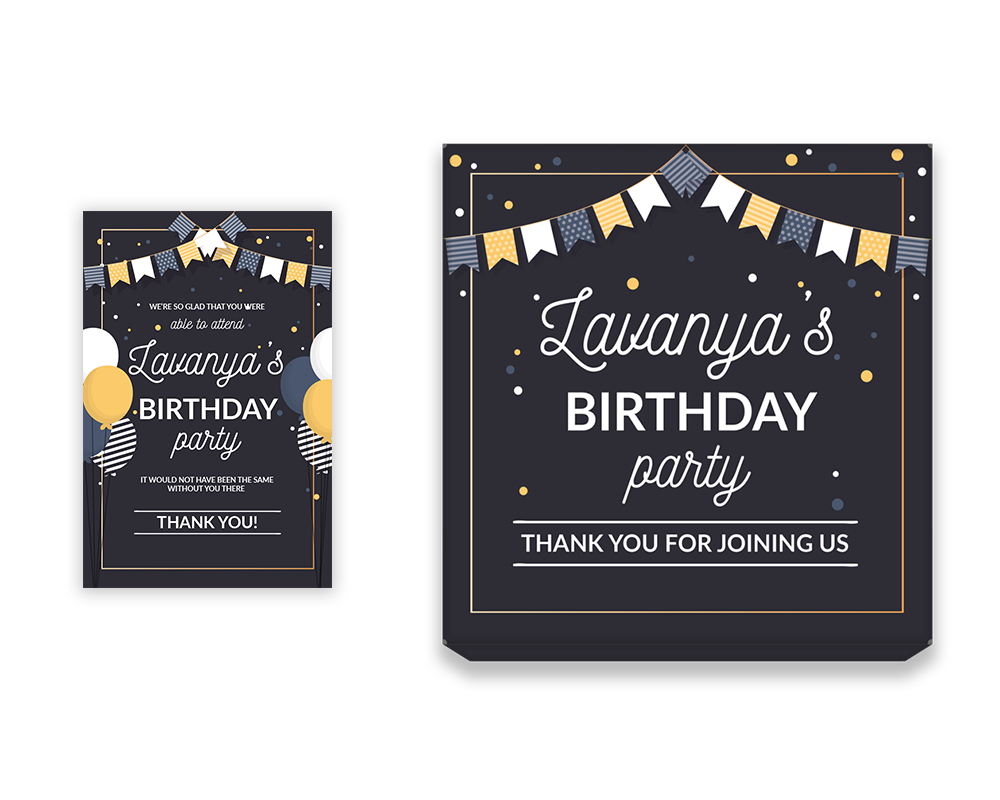 WE'RE SO GLAD THAT YOU WERE
able to attend
Lavanya's
BIRTHDAY
party
IT WOULD NOT HAVE BEEN THE SAME
WITHOUT YOU THERE
THANK YOU!
Lavanya's
BIRTHDAY
party
THANK YOU FOR JOINING US